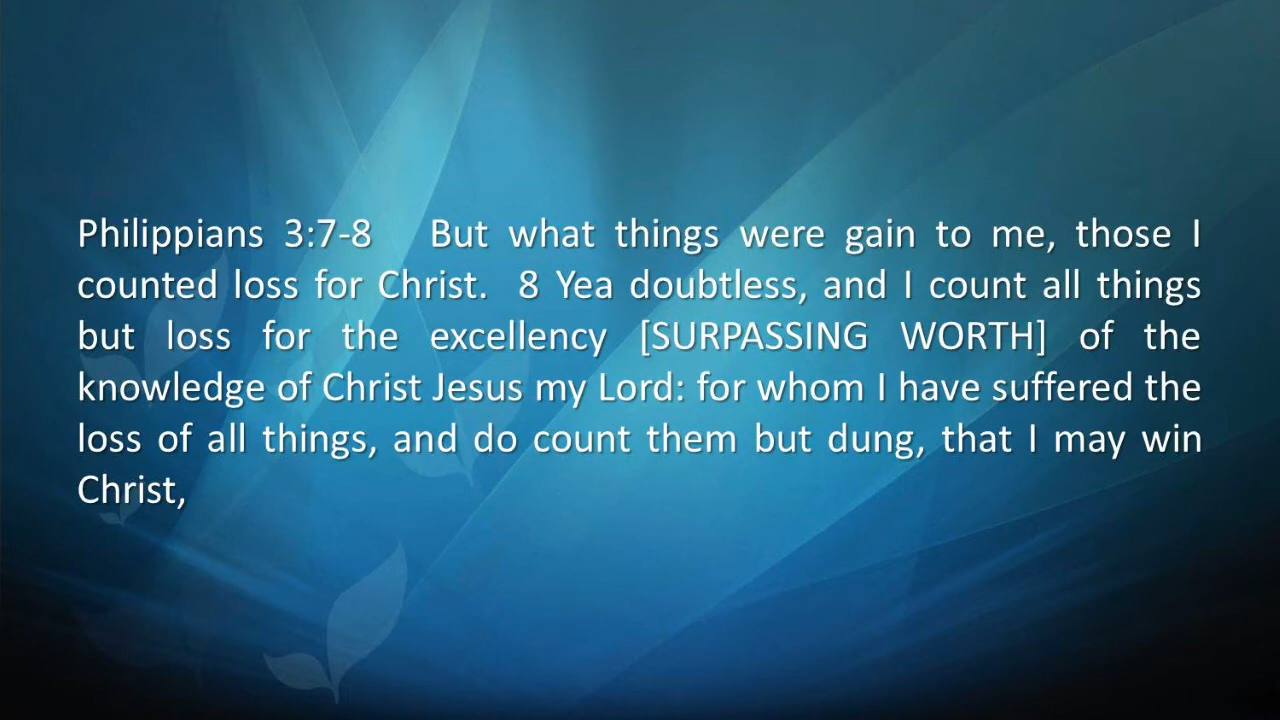 Philippians 3:7-8 But what things were gain to me, those I
counted loss for Christ. 8 Yea doubtless, and I count all things
but loss for the excellency [SURPASSING WORTH] of the
knowledge of Christ Jesus my Lord: for whom I have suffered the
loss of all things, and do count them but dung, that I may win
Christ,